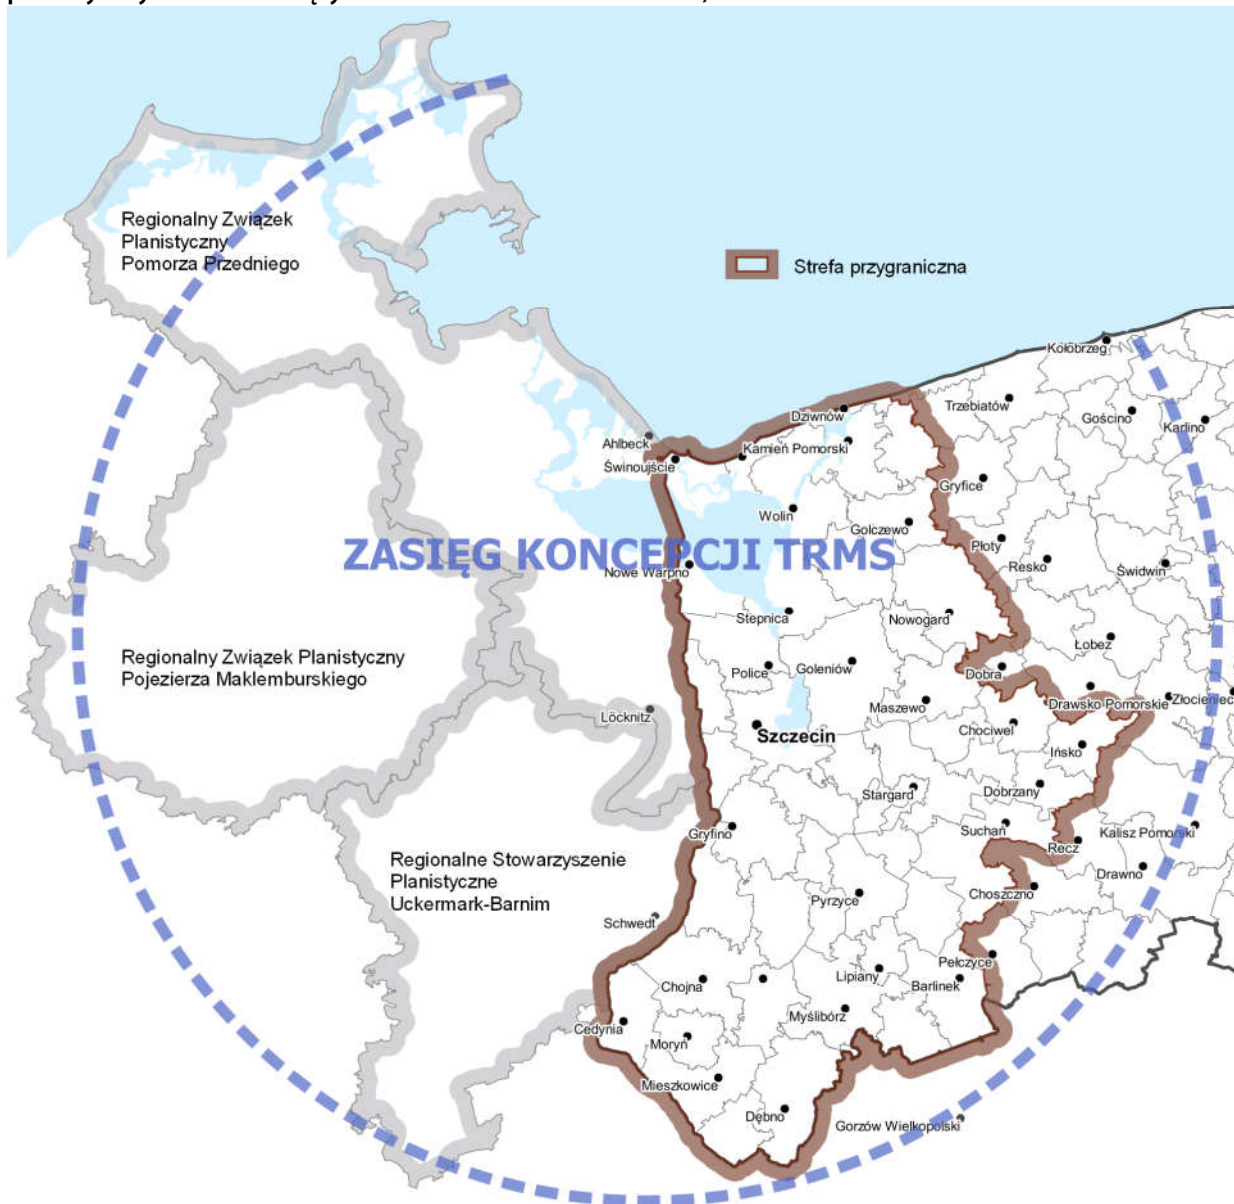 Regionalny Związek
Planistyczny
Pomorza Przedniego
Strefa przygraniczna
Kołobrzeg
Trzebiatów
Gościno
Karlino
Dziwnów
Ahlbeck
Kamień Pomorski
Świnoujście
Gryfice
Wolin
Golczewo
ZASIĘG KONCEPCJI TRMS
Płoty
Resko
Świdwin
Nowe Warpno
Stepnica
Nowogard
Łobez
Regionalny Związek Planistyczny
Pojezierza Maklemburskiego
Police
Goleniów
Dobra
Maszewo
Drawsko Pomorskie
Złocieniec
Löcknitz
Szczecin
Chociwel
Ińsko
Stargard
Dobrzany
Gryfino
Suchań
Recz
Kalisz Pomorski
Regionalne Stowarzyszenie
Planistyczne
Uckermark-Barnim
Drawno
Choszczno
Pyrzyce
Schwedt
Pełczyce
Chojna
Lipiany
Barlinek
Myślibórz
Cedynia
Moryń
Mieszkowice
Dębno
Gorzów Wielkopolski